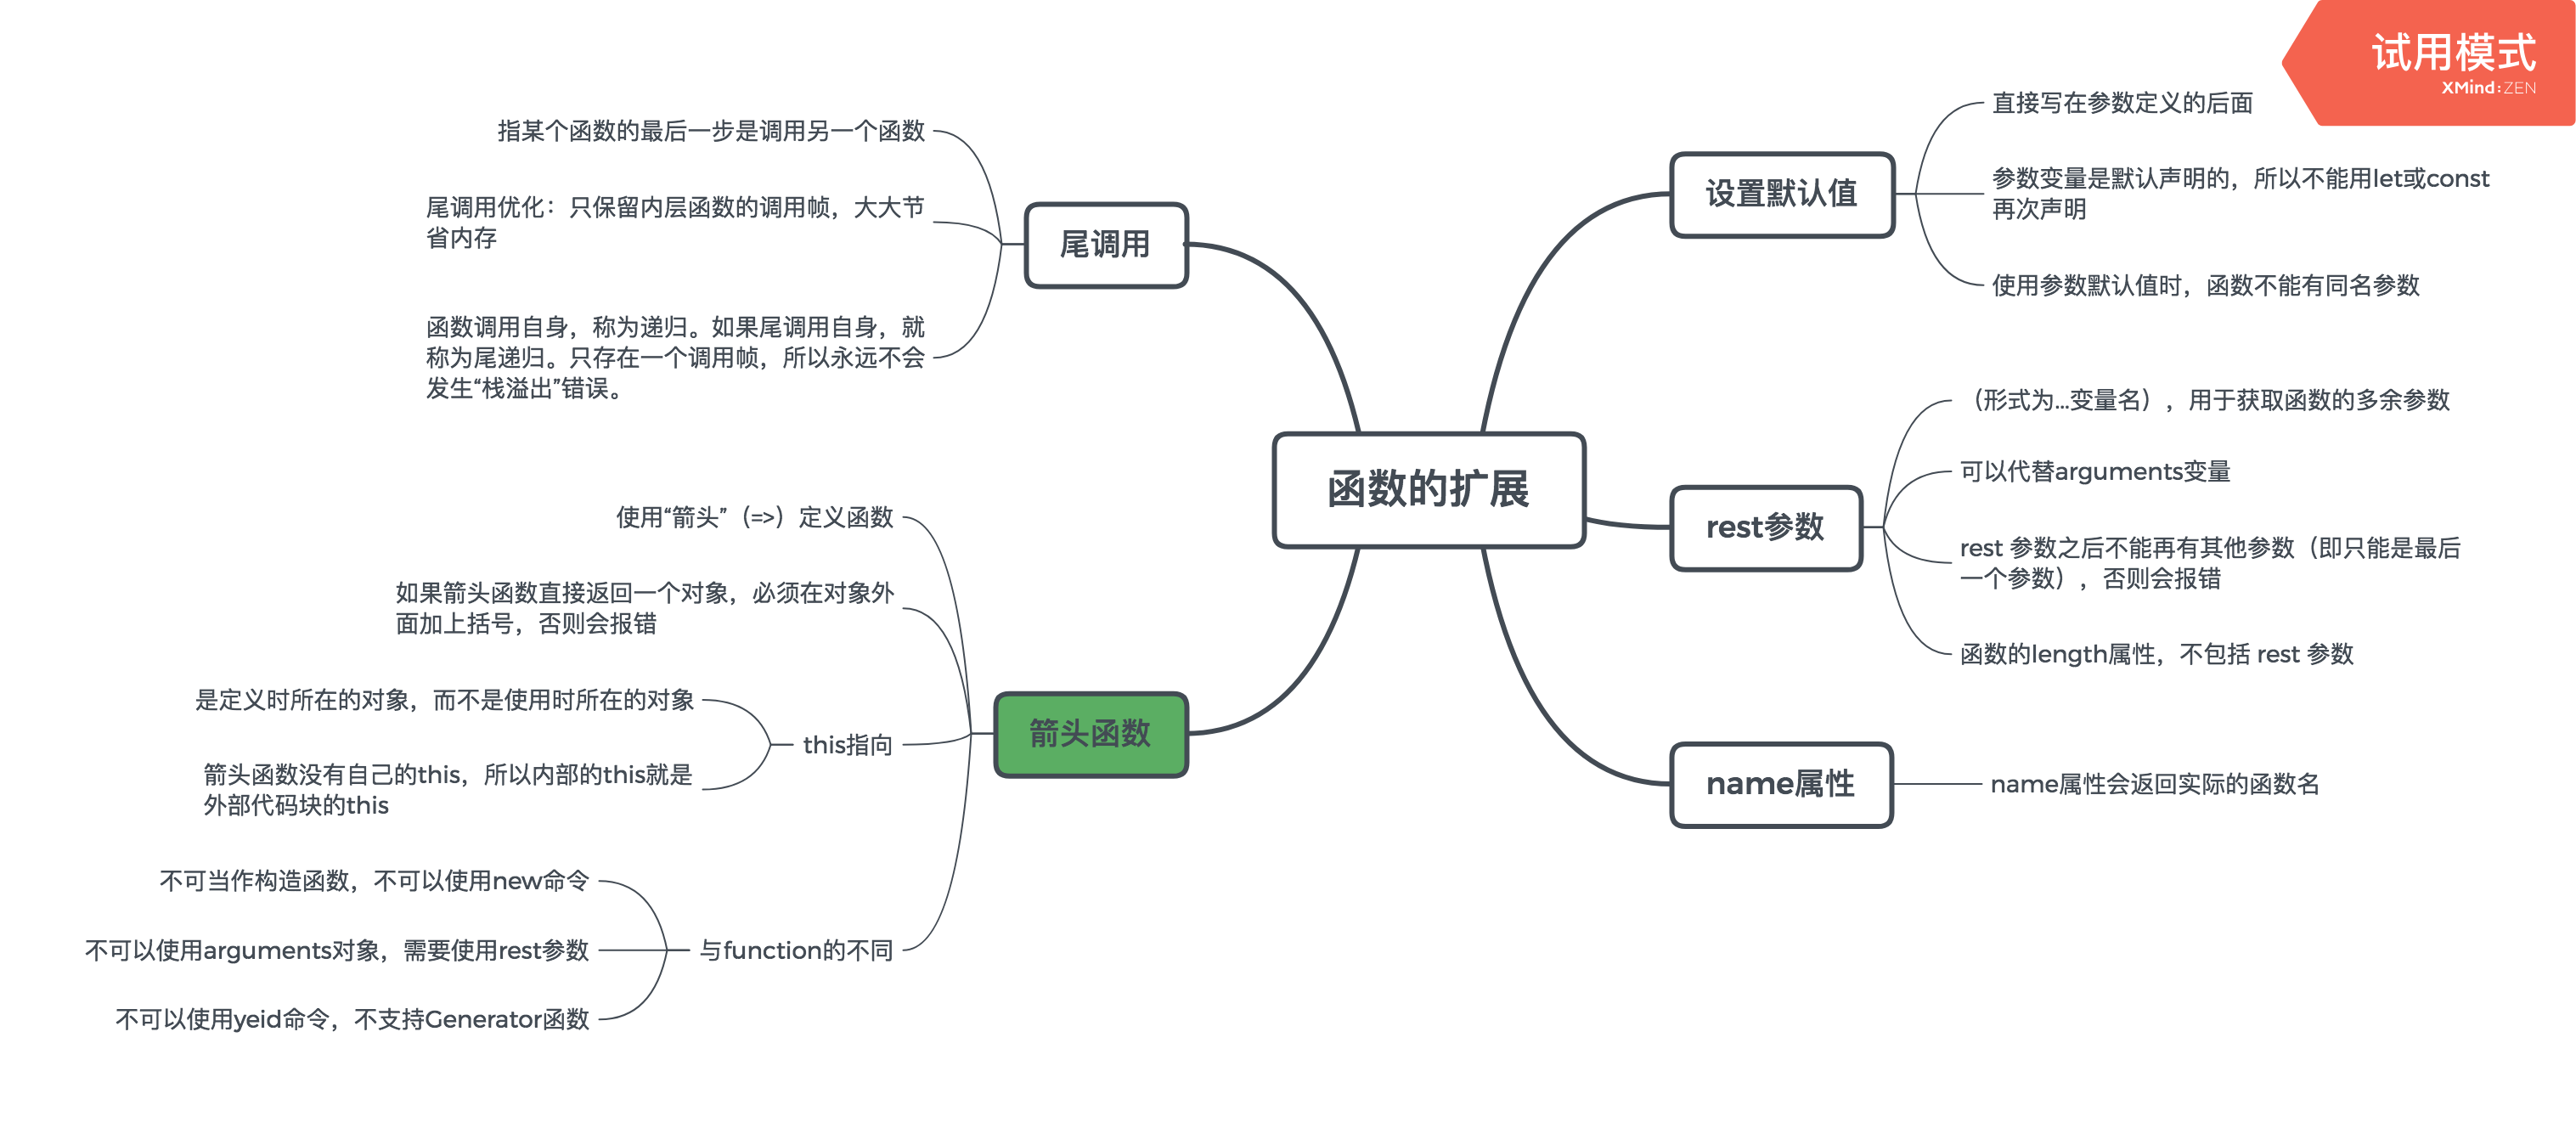 试用模式
XMind:ZEN
函数的扩展
设置默认值
直接写在参数定义的后面
参数变量是默认声明的，所以不能用let或const
再次声明
使用参数默认值时，函数不能有同名参数
rest参数
（形式为...变量名），用于获取函数的多余参数
可以代替arguments变量
rest 参数之后不能再有其他参数（即只能是最后
一个参数），否则会报错
函数的length属性，不包括 rest 参数
name属性
name属性会返回实际的函数名
尾调用
指某个函数的最后一步是调用另一个函数
尾调用优化：只保留内层函数的调用帧，大大节
省内存
函数调用自身，称为递归。如果尾调用自身，就
称为尾递归。只存在一个调用帧，所以永远不会
发生“栈溢出”错误。
箭头函数
使用“箭头”（=>）定义函数
如果箭头函数直接返回一个对象，必须在对象外
面加上括号，否则会报错
this指向
是定义时所在的对象，而不是使用时所在的对象
箭头函数没有自己的this，所以内部的this就是
外部代码块的this
与function的不同
不可当作构造函数，不可以使用new命令
不可以使用arguments对象，需要使用rest参数
不可以使用yeid命令，不支持Generator函数